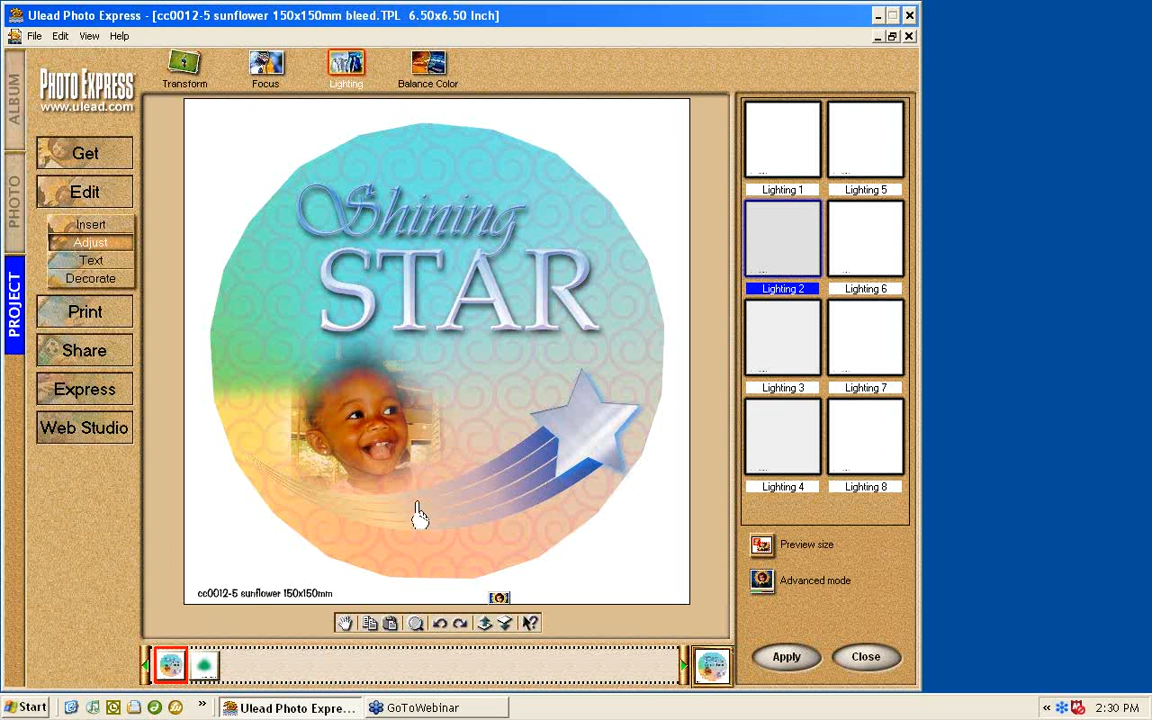 Ulead Photo Express - [cc0012-5 sunflower 150x150mm bleed.TPL 6.50x6.50 Inch]
File Edit View Help
ALBUM
PHOTO
PROJECT
PHOTO EXPRESS
www.ulead.com
Transform Focus Lighting Balance Color
Get
Edit
Insert
Adjust
Text
Decorate
Print
Share
Express
Web Studio
Shining
STAR
cc0012-5 sunflower 150x150mm
Lighting 1 Lighting 5
Lighting 2 Lighting 6
Lighting 3 Lighting 7
Lighting 4 Lighting 8
Preview size
Advanced mode
Apply Close
Start Ulead Photo Expre... GoToWebinar 2:30 PM